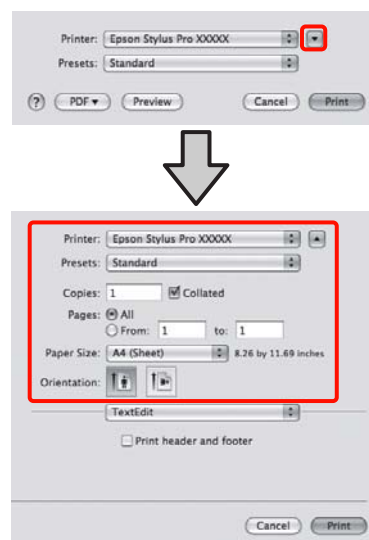 Printer: Epson Stylus Pro XXXXX
Presets: Standard
? PDF▼ Preview Cancel Print
Printer: Epson Stylus Pro XXXXX
Presets: Standard
Copies: 1 Collated
Pages: All
From: 1 to: 1
Paper Size: A4 (Sheet) 8.26 by 11.69 inches
Orientation:
TextEdit
Print header and footer
Cancel Print